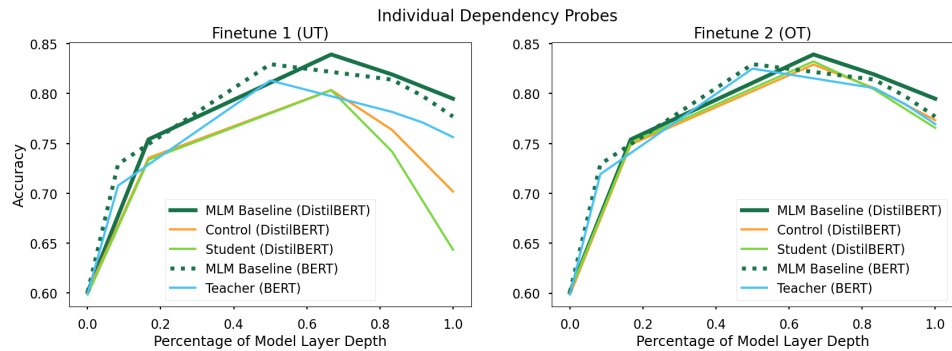 Individual Dependency Probes
Finetune 1 (UT)
Accuracy
0.85
0.80
0.75
0.70
0.65
0.60
MLM Baseline (DistilBERT)
Control (DistilBERT)
Student (DistilBERT)
MLM Baseline (BERT)
Teacher (BERT)
0.0 0.2 0.4 0.6 0.8 1.0
Percentage of Model Layer Depth
Finetune 2 (OT)
0.85
0.80
0.75
0.70
0.65
0.60
MLM Baseline (DistilBERT)
Control (DistilBERT)
Student (DistilBERT)
MLM Baseline (BERT)
Teacher (BERT)
0.0 0.2 0.4 0.6 0.8 1.0
Percentage of Model Layer Depth